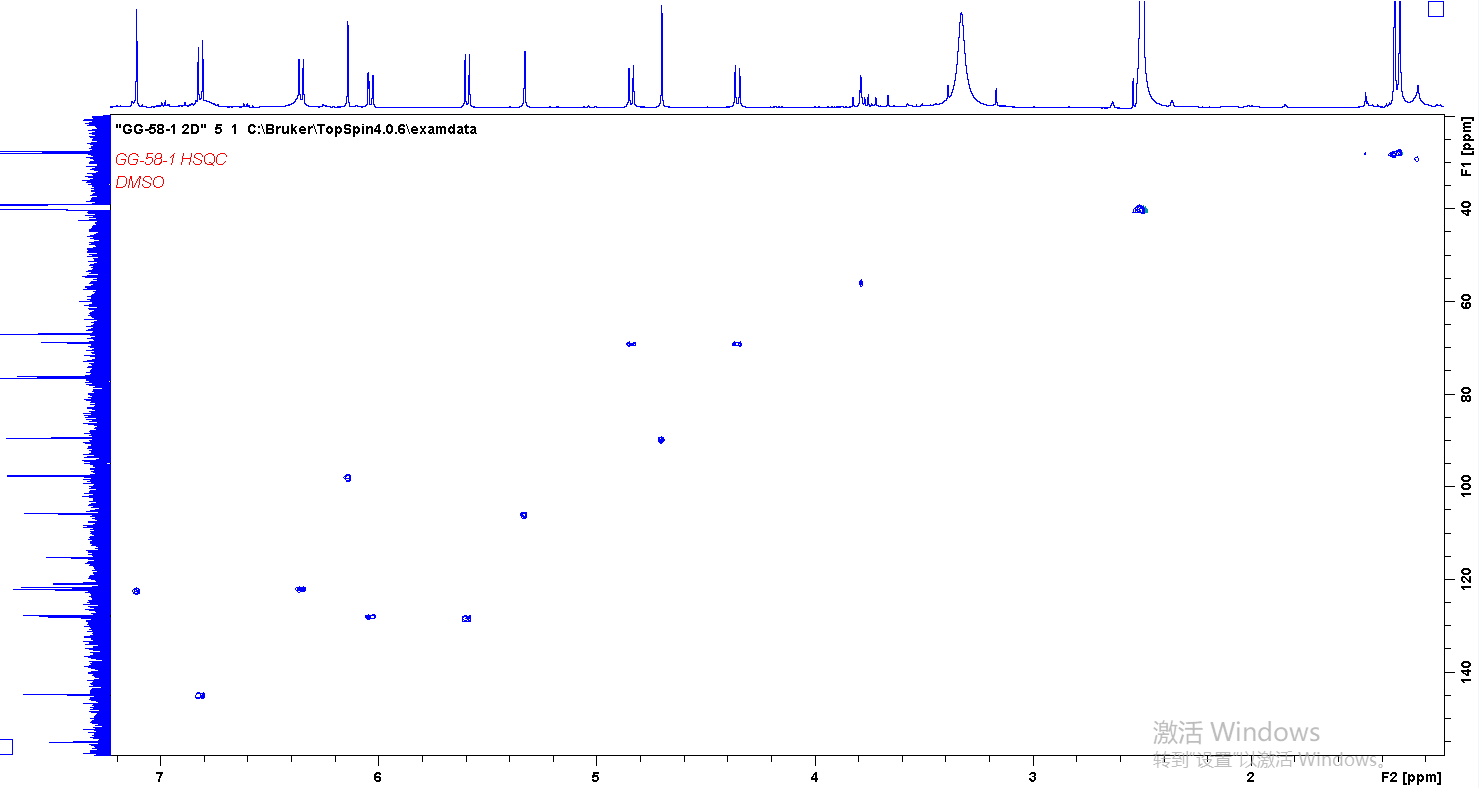 "GG-58-1 2D" 5 1 C:\Bruker\TopSpin4.0.6\examdata
GG-58-1 HSQC
DMSO
F1 [ppm]
40
60
80
100
120
140
激活 Windows
转到"设置"以激活 Windows。
7
6
5
4
3
2
F2 [ppm]